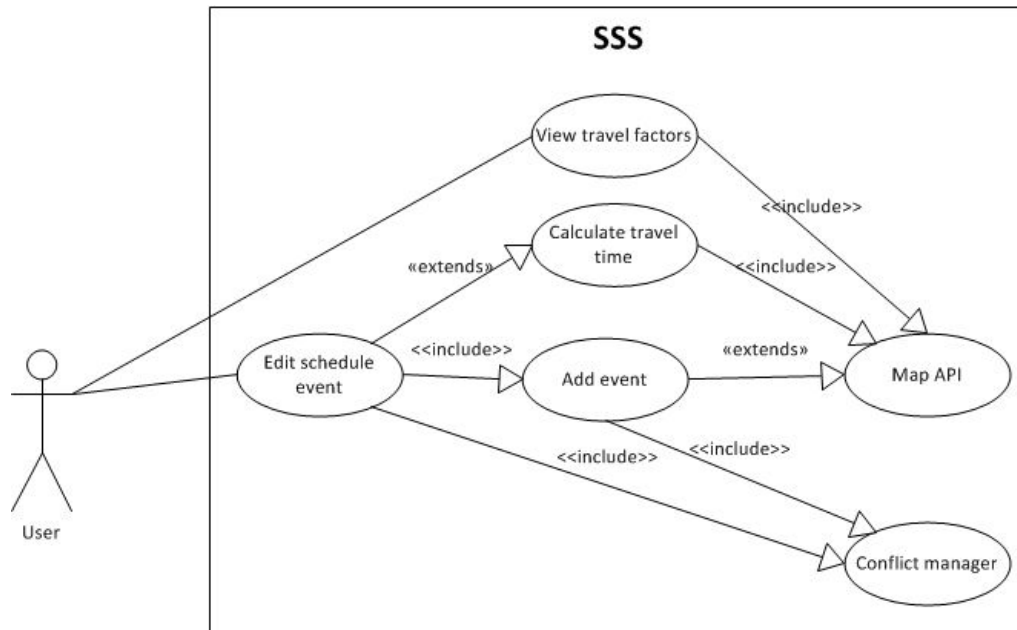 SSS
View travel factors
<<include>>
Calculate travel
time
<<include>>
«extends»
Edit schedule
event
<<include>>
Add event
«extends»
Map API
<<include>>
<<include>>
User
Conflict manager